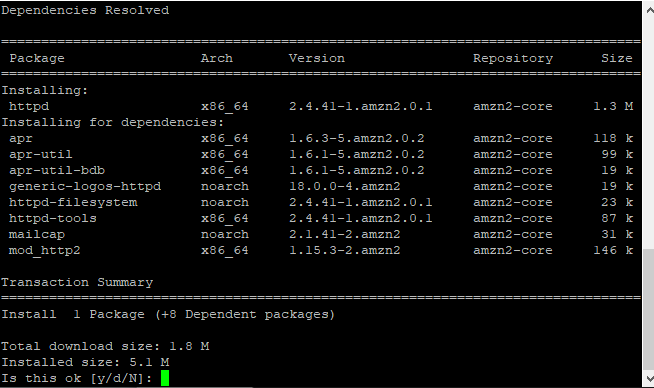 Dependencies Resolved
================================================================================
Package Arch Version Repository Size
================================================================================
Installing:
httpd x86_64 2.4.41-1.amzn2.0.1 amzn2-core 1.3 M
Installing for dependencies:
apr x86_64 1.6.3-5.amzn2.0.2 amzn2-core 118 k
apr-util x86_64 1.6.1-5.amzn2.0.2 amzn2-core 99 k
apr-util-bdb x86_64 1.6.1-5.amzn2.0.2 amzn2-core 19 k
generic-logos-httpd noarch 18.0.0-4.amzn2 amzn2-core 19 k
httpd-filesystem noarch 2.4.41-1.amzn2.0.1 amzn2-core 23 k
httpd-tools x86_64 2.4.41-1.amzn2.0.1 amzn2-core 87 k
mailcap noarch 2.1.41-2.amzn2 amzn2-core 31 k
mod_http2 x86_64 1.15.3-2.amzn2 amzn2-core 146 k
Transaction Summary
================================================================================
Install 1 Package (+8 Dependent packages)
Total download size: 1.8 M
Installed size: 5.1 M
Is this ok [y/d/N]: